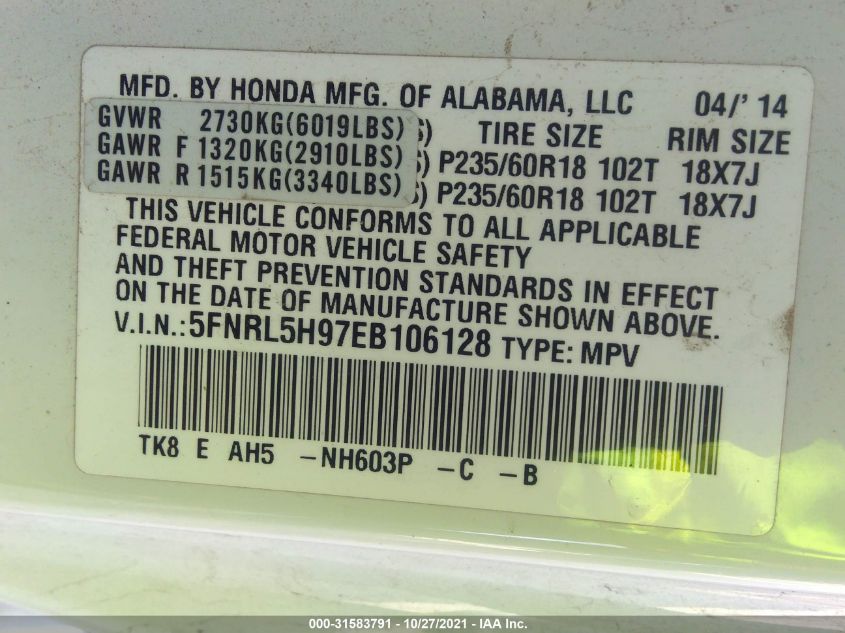 MFD. BY HONDA MFG. OF ALABAMA, LLC 04/' 14
GVWR 2730KG(6019LBS) S) TIRE SIZE RIM SIZE
GAWR F 1320KG(2910LBS) S) P235/60R18 102T 18X7J
GAWR R 1515KG(3340LBS) S) P235/60R18 102T 18X7J
THIS VEHICLE CONFORMS TO ALL APPLICABLE
FEDERAL MOTOR VEHICLE SAFETY
AND THEFT PREVENTION STANDARDS IN EFFECT
ON THE DATE OF MANUFACTURE SHOWN ABOVE.
V.I.N.:5FNRL5H97EB106128 TYPE: MPV
TK8 E AH5 -NH603P -C -B
000-31583791 - 10/27/2021 - IAA Inc.